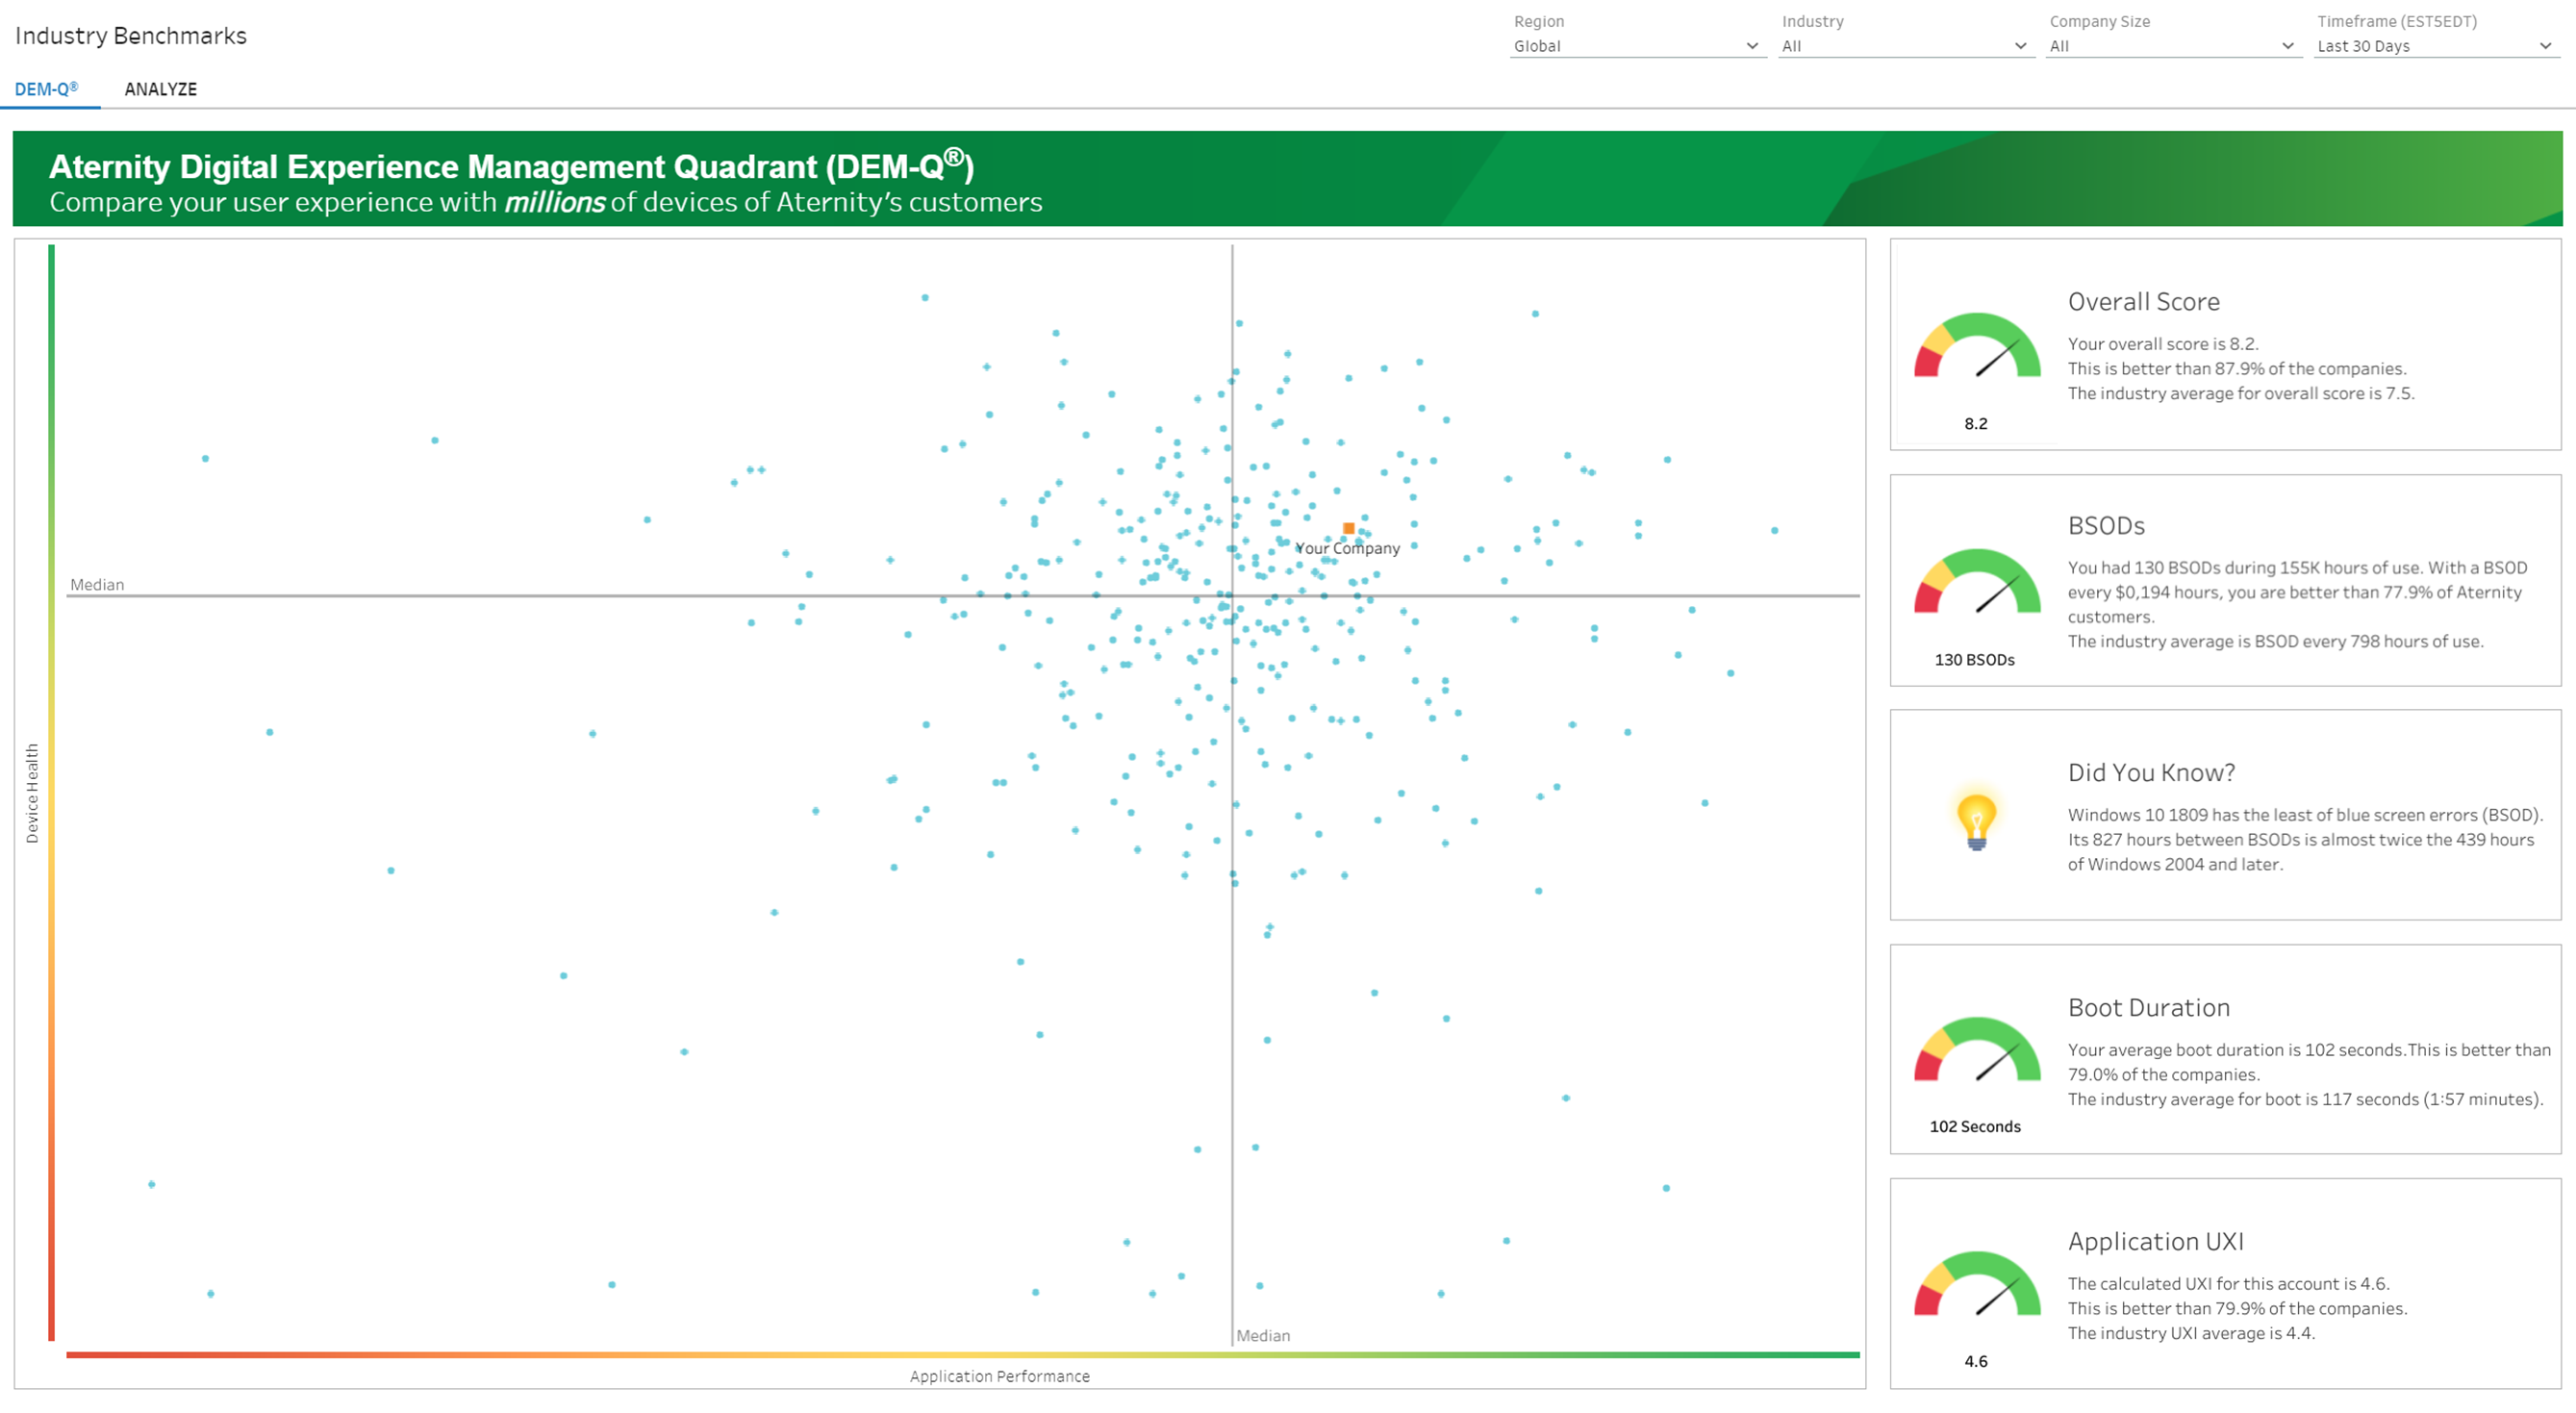 Industry Benchmarks
Region
Global
Industry
All
Company Size
All
Timeframe (EST5EDT)
Last 30 Days
DEM-Q®
ANALYZE
Aternity Digital Experience Management Quadrant (DEM-Q®)
Compare your user experience with millions of devices of Aternity's customers
Device Health
Median
Your Company
Median
Application Performance
Overall Score
Your overall score is 8.2.
This is better than 87.9% of the companies.
The industry average for overall score is 7.5.
8.2
BSODs
You had 130 BSODs during 155K hours of use. With a BSOD
every $0,194 hours, you are better than 77.9% of Aternity
customers.
The industry average is BSOD every 798 hours of use.
130 BSODs
Did You Know?
Windows 10 1809 has the least of blue screen errors (BSOD).
Its 827 hours between BSODs is almost twice the 439 hours
of Windows 2004 and later.
Boot Duration
Your average boot duration is 102 seconds.This is better than
79.0% of the companies.
The industry average for boot is 117 seconds (1:57 minutes).
102 Seconds
Application UXI
The calculated UXI for this account is 4.6.
This is better than 79.9% of the companies.
The industry UXI average is 4.4.
4.6